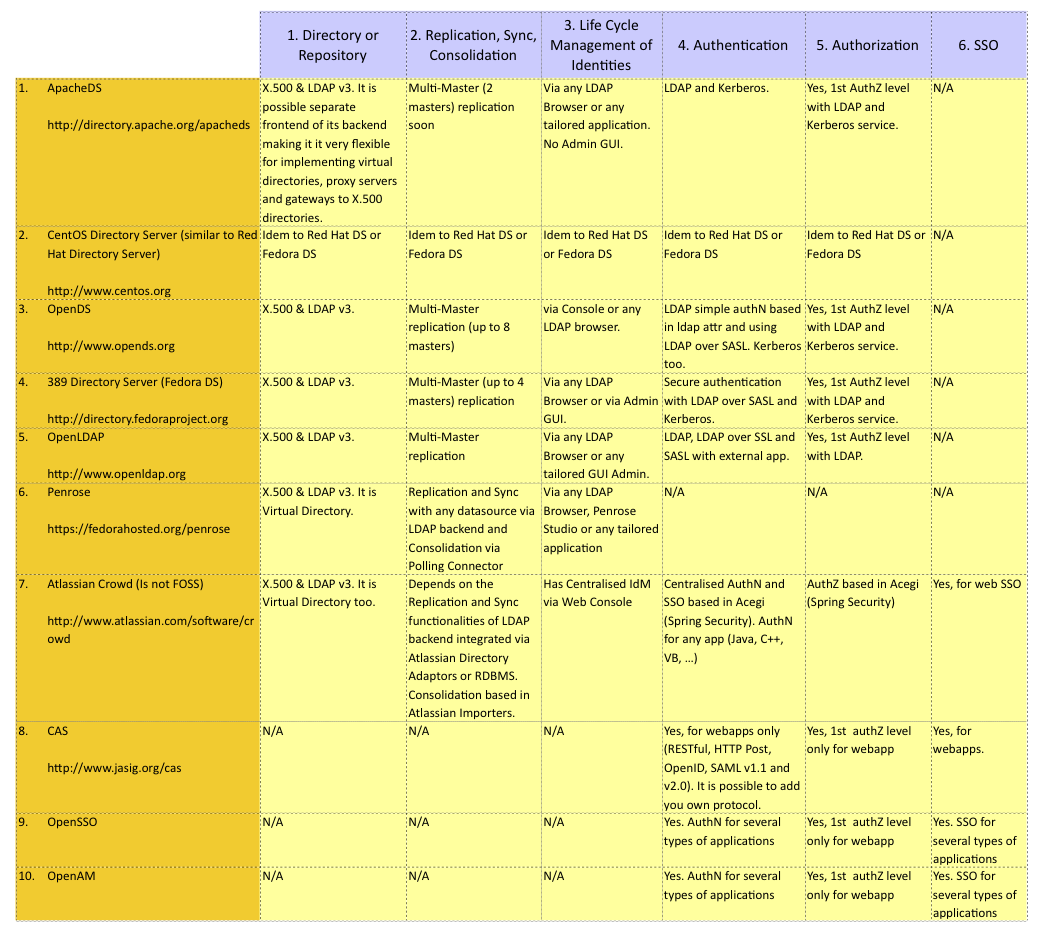 1. Directory or
Repository
2. Replication, Sync,
Consolidation
3. Life Cycle
Management of
Identities
4. Authentication
5. Authorization
6. SSO
1. ApacheDS
http://directory.apache.org/apacheds
X.500 & LDAP v3. It is
possible separate
frontend of its backend
making it it very flexible
for implementing virtual
directories, proxy servers
and gateways to X.500
directories.
Multi-Master (2
masters) replication
soon
Via any LDAP
Browser or any
tailored application.
No Admin GUI.
LDAP and Kerberos.
Yes, 1st AuthZ level
with LDAP and
Kerberos service.
N/A
2. CentOS Directory Server (similar to Red
Hat Directory Server)
http://www.centos.org
Idem to Red Hat DS or
Fedora DS
Idem to Red Hat DS or
Fedora DS
Idem to Red Hat DS
or Fedora DS
Idem to Red Hat DS or
Fedora DS
Idem to Red Hat DS or
Fedora DS
N/A
3. OpenDS
http://www.opends.org
X.500 & LDAP v3.
Multi-Master
replication (up to 8
masters)
via Console or any
LDAP browser.
LDAP simple authN based
in ldap attr and using
LDAP over SASL. Kerberos
too.
Yes, 1st AuthZ level
with LDAP and
Kerberos service.
N/A
4. 389 Directory Server (Fedora DS)
http://directory.fedoraproject.org
X.500 & LDAP v3.
Multi-Master (up to 4
masters) replication
Via any LDAP
Browser or via Admin
GUI.
Secure authentication
with LDAP over SASL and
Kerberos.
Yes, 1st AuthZ level
with LDAP and
Kerberos service.
N/A
5. OpenLDAP
http://www.openldap.org
X.500 & LDAP v3.
Multi-Master
replication
Via any LDAP
Browser or any
tailored GUI Admin.
LDAP, LDAP over SSL and
SASL with external app.
Yes, 1st AuthZ level
with LDAP.
N/A
6. Penrose
https://fedorahosted.org/penrose
X.500 & LDAP v3. It is
Virtual Directory.
Replication and Sync
with any datasource via
LDAP backend and
Consolidation via
Polling Connector
Via any LDAP
Browser, Penrose
Studio or any tailored
application
N/A
N/A
N/A
7. Atlassian Crowd (Is not FOSS)
http://www.atlassian.com/software/cr
owd
X.500 & LDAP v3. It is
Virtual Directory too.
Depends on the
Replication and Sync
functionalities of LDAP
backend integrated via
Atlassian Directory
Adaptors or RDBMS.
Consolidation based in
Atlassian Importers.
Has Centralised IdM
via Web Console
Centralised AuthN and
SSO based in Acegi
(Spring Security). AuthN
for any app (Java, C++,
VB, …)
AuthZ based in Acegi
(Spring Security)
Yes, for web SSO
8. CAS
http://www.jasig.org/cas
N/A
N/A
N/A
Yes, for webapps only
(RESTful, HTTP Post,
OpenID, SAML v1.1 and
v2.0). It is possible to add
you own protocol.
Yes, 1st authZ level
only for webapp
Yes, for
webapps.
9. OpenSSO
N/A
N/A
N/A
Yes. AuthN for several
types of applications
Yes, 1st authZ level
only for webapp
Yes. SSO for
several types of
applications
10. OpenAM
N/A
N/A
N/A
Yes. AuthN for several
types of applications
Yes, 1st authZ level
only for webapp
Yes. SSO for
several types of
applications